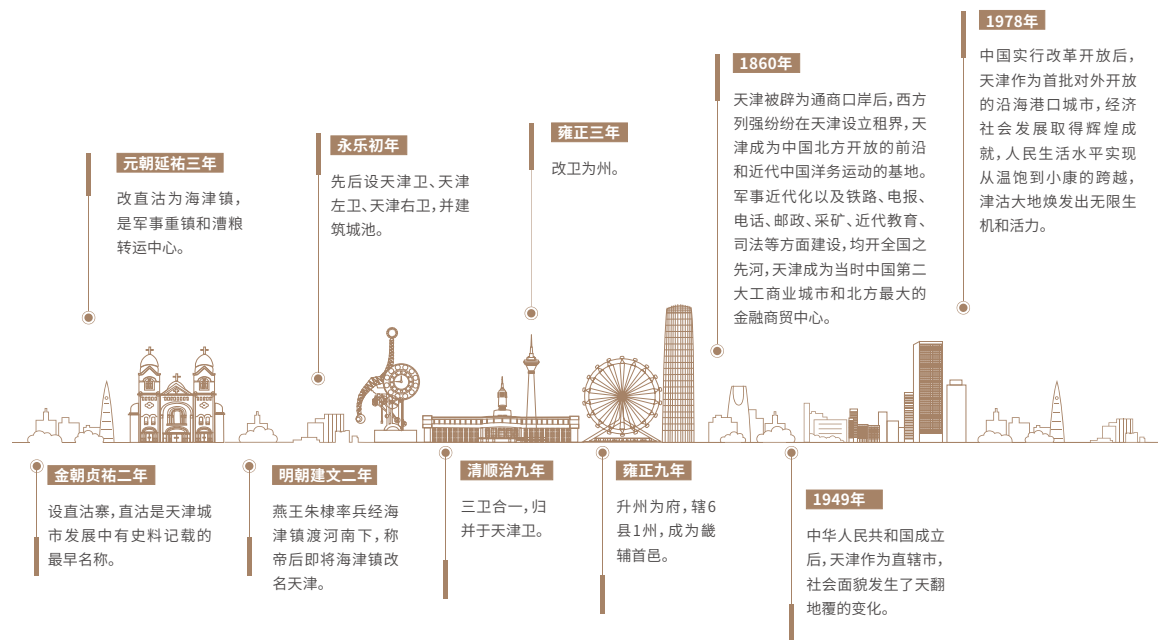 1978年
中国实行改革开放后，
天津作为首批对外开放
的沿海港口城市，经济
社会发展取得辉煌成
就，人民生活水平实现
从温饱到小康的跨越，
津沽大地焕发出无限生
机和活力。
1860年
天津被辟为通商口岸后，西方
列强纷纷在天津设立租界，天
津成为中国北方开放的前沿
和近代中国洋务运动的基地。
军事近代化以及铁路、电报、
电话、邮政、采矿、近代教育、
司法等方面建设，均开全国之
先河，天津成为当时中国第二
大工商业城市和北方最大的
金融商贸中心。
雍正三年
改卫为州。
永乐初年
先后设天津卫、天津
左卫、天津右卫，并建
筑城池。
元朝延祐三年
改直沽为海津镇，
是军事重镇和漕粮
转运中心。
金朝贞祐二年
设直沽寨，直沽是天津城
市发展中有史料记载的
最早名称。
明朝建文二年
燕王朱棣率兵经海
津镇渡河南下，称
帝后即将海津镇改
名天津。
清顺治九年
三卫合一，归
并于天津卫。
雍正九年
升州为府，辖6
县1州，成为畿
辅首邑。
1949年
中华人民共和国成立
后，天津作为直辖市，
社会面貌发生了天翻
地覆的变化。